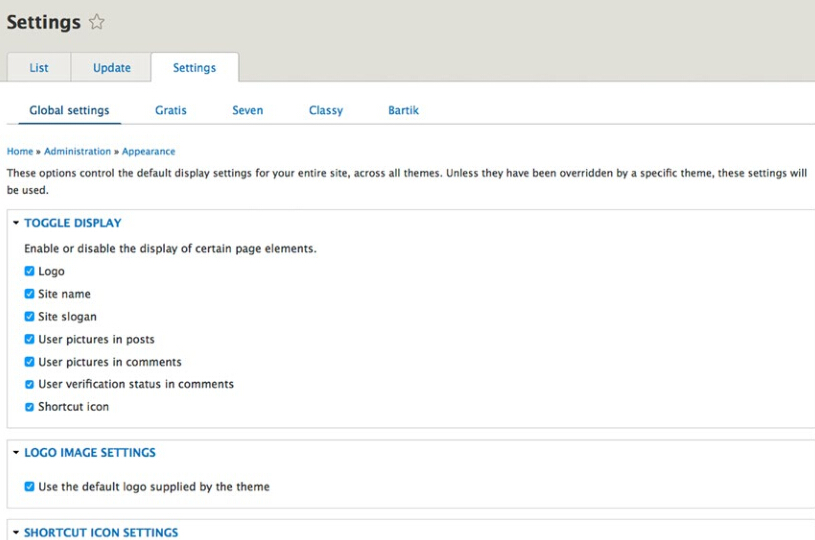 Settings
List Update Settings
Global settings Gratis Seven Classy Bartik
Home » Administration » Appearance
These options control the default display settings for your entire site, across all themes. Unless they have been overridden by a specific theme, these settings will
be used.
TOGGLE DISPLAY
Enable or disable the display of certain page elements.
Logo
Site name
Site slogan
User pictures in posts
User pictures in comments
User verification status in comments
Shortcut icon
LOGO IMAGE SETTINGS
Use the default logo supplied by the theme
SHORTCUT ICON SETTINGS